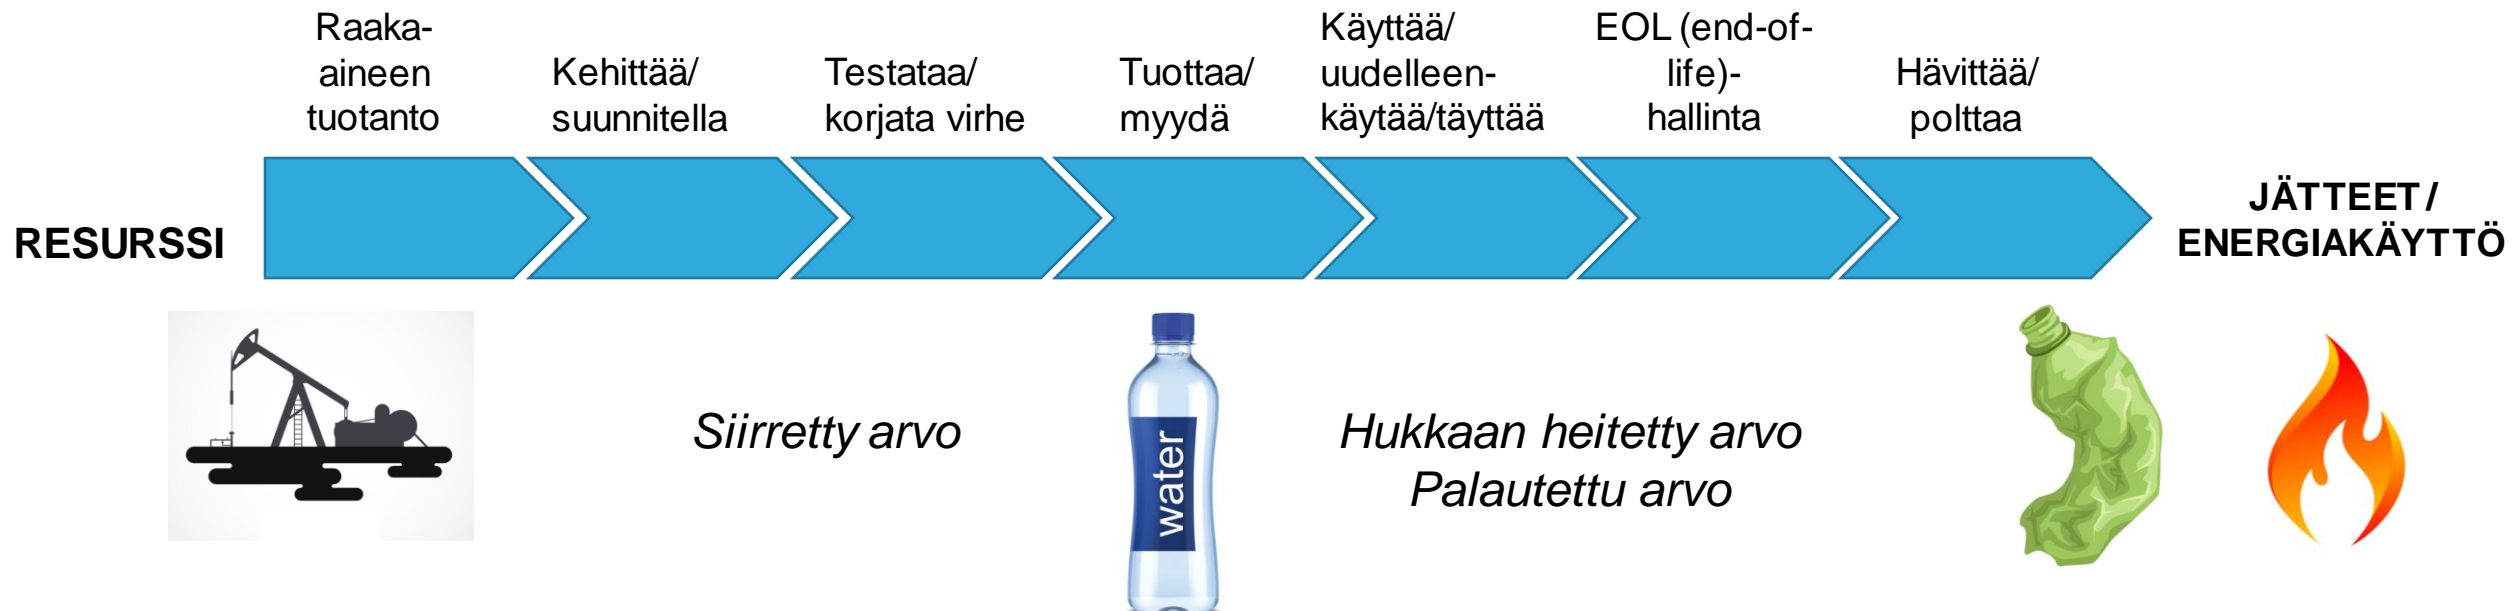 Raaka-
aineen
tuotanto
Kehittää/
suunnitella
Testataa/
korjata virhe
Tuottaa/
myydä
Käyttää/
uudelleen-
käytää/täyttää
EOL (end-of-
life)-
hallinta
Hävittää/
polttaa
RESURSSI
JÄTTEET /
ENERGIAKÄYTTÖ
Siirretty arvo
water
Hukkaan heitetty arvo
Palautettu arvo